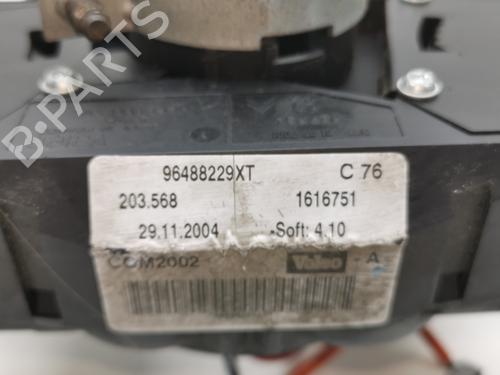 B-PARTS
96488229XT C 76
203.568 1616751
29.11.2004 -Soft: 4.10
COM2002 Valeo -A